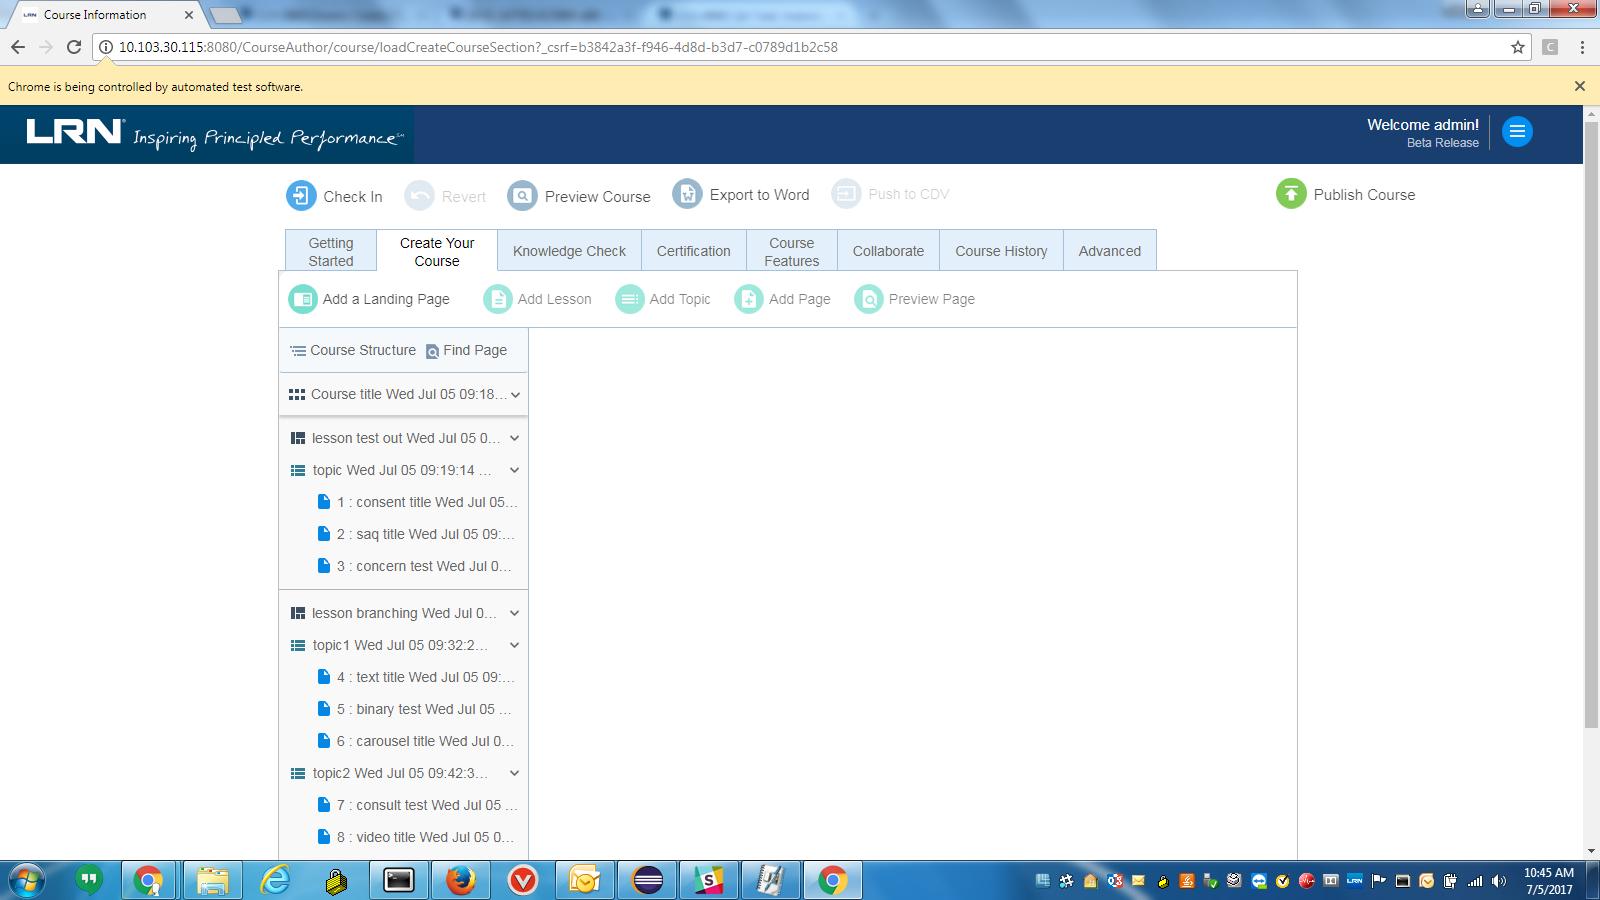 Course Information
10.103.30.115:8080/CourseAuthor/course/loadCreateCourseSection?_csrf=b3842a3f-f946-4d8d-b3d7-c0789d1b2c58
Chrome is being controlled by automated test software.
LRN Inspiring Principled Performance
Welcome admin!
Beta Release
Check In
Revert
Preview Course
Export to Word
Push to CDV
Publish Course
Getting Started
Create Your Course
Knowledge Check
Certification
Course Features
Collaborate
Course History
Advanced
Add a Landing Page
Add Lesson
Add Topic
Add Page
Preview Page
Course Structure
Find Page
Course title Wed Jul 05 09:18...
lesson test out Wed Jul 05 0...
topic Wed Jul 05 09:19:14 ...
1 : consent title Wed Jul 05...
2 : saq title Wed Jul 05 09:...
3 : concern test Wed Jul 0...
lesson branching Wed Jul 0...
topic1 Wed Jul 05 09:32:2...
4 : text title Wed Jul 05 09:...
5 : binary test Wed Jul 05 ...
6 : carousel title Wed Jul 0...
topic2 Wed Jul 05 09:42:3...
7 : consult test Wed Jul 05 ...
8 : video title Wed Jul 05 0...
10:45 AM
7/5/2017